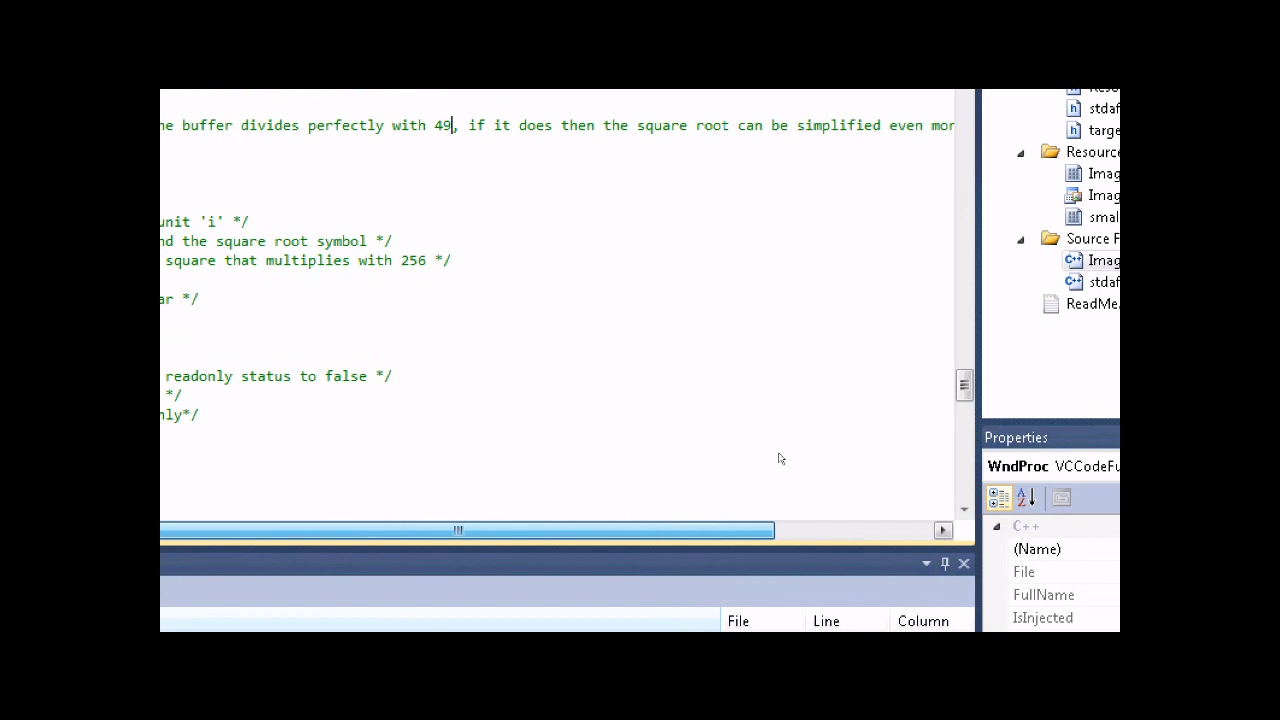 he buffer divides perfectly with 49, if it does then the square root can be simplified even mor
unit 'i' */
nd the square root symbol */
square that multiplies with 256 */
ar */
readonly status to false */
*/
nly*/
stdaf
targe
Resource
Imag
Imag
smal
Source F
Imag
stdaf
ReadMe.
Properties
WndProc VCCodeFu
C++
(Name)
File
FullName
IsInjected
File Line Column